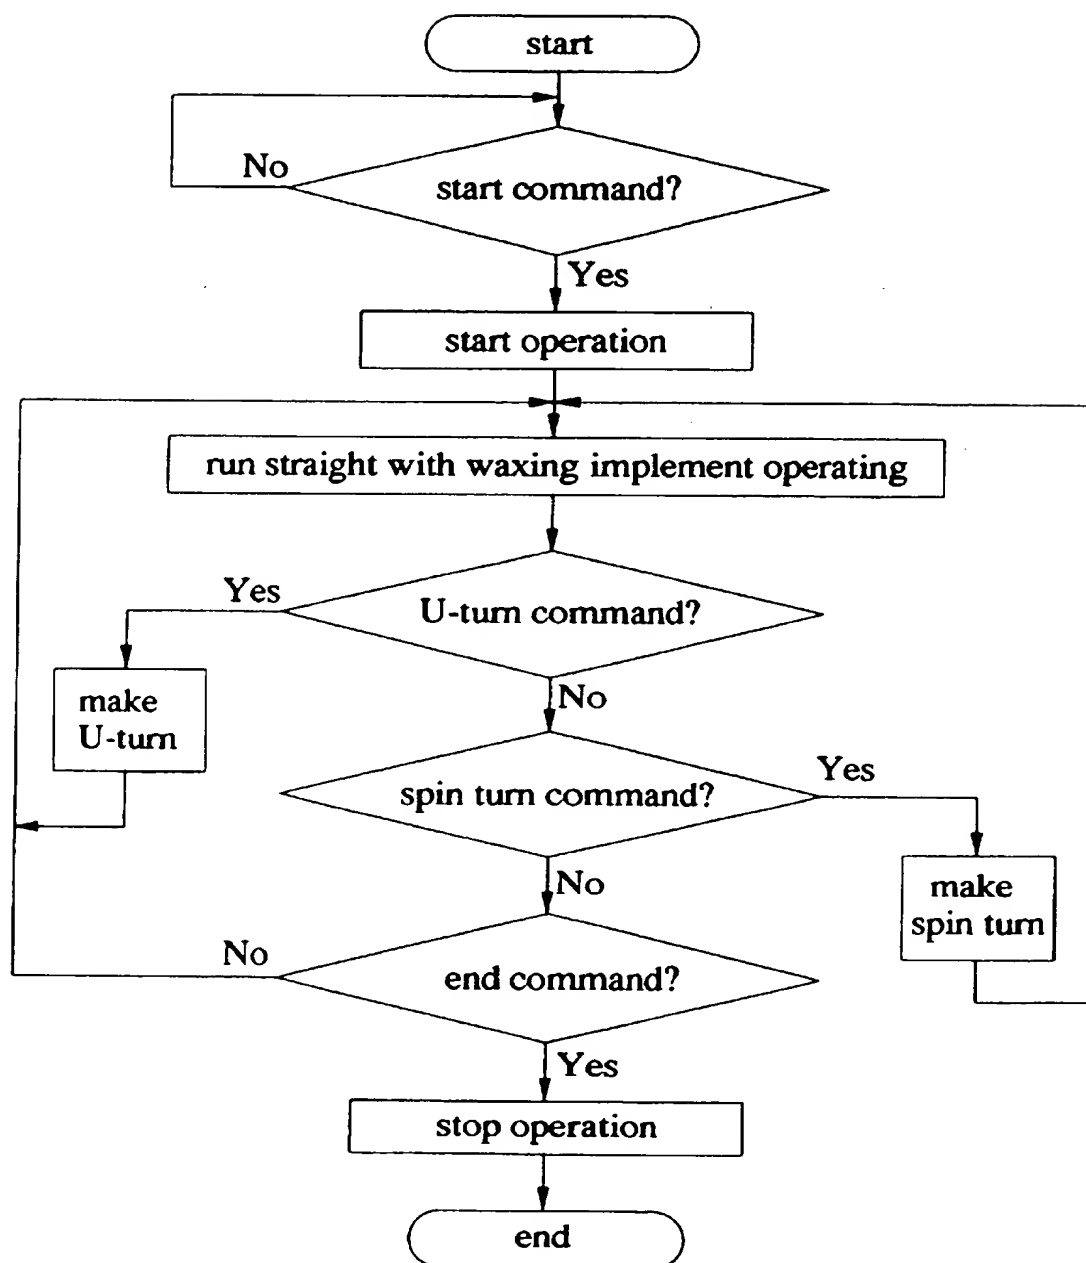 start
No
start command?
Yes
start operation
run straight with waxing implement operating
Yes
U-turn command?
make
U-turn
No
Yes
spin turn command?
No
make
spin turn
No
end command?
Yes
stop operation
end